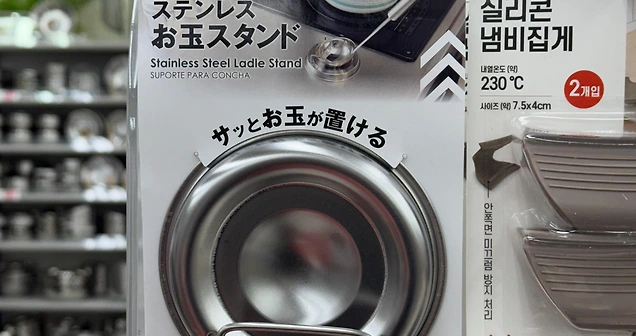 ステンレス
お玉スタンド
Stainless Steel Ladle Stand
SUPORTE PARA CONCHA
サッとお玉が置ける
실리콘
냄비집게
내열온도(약)
230℃
2개입
사이즈(약) 7.5x4cm
안쪽면 미끄럼 방지 처리